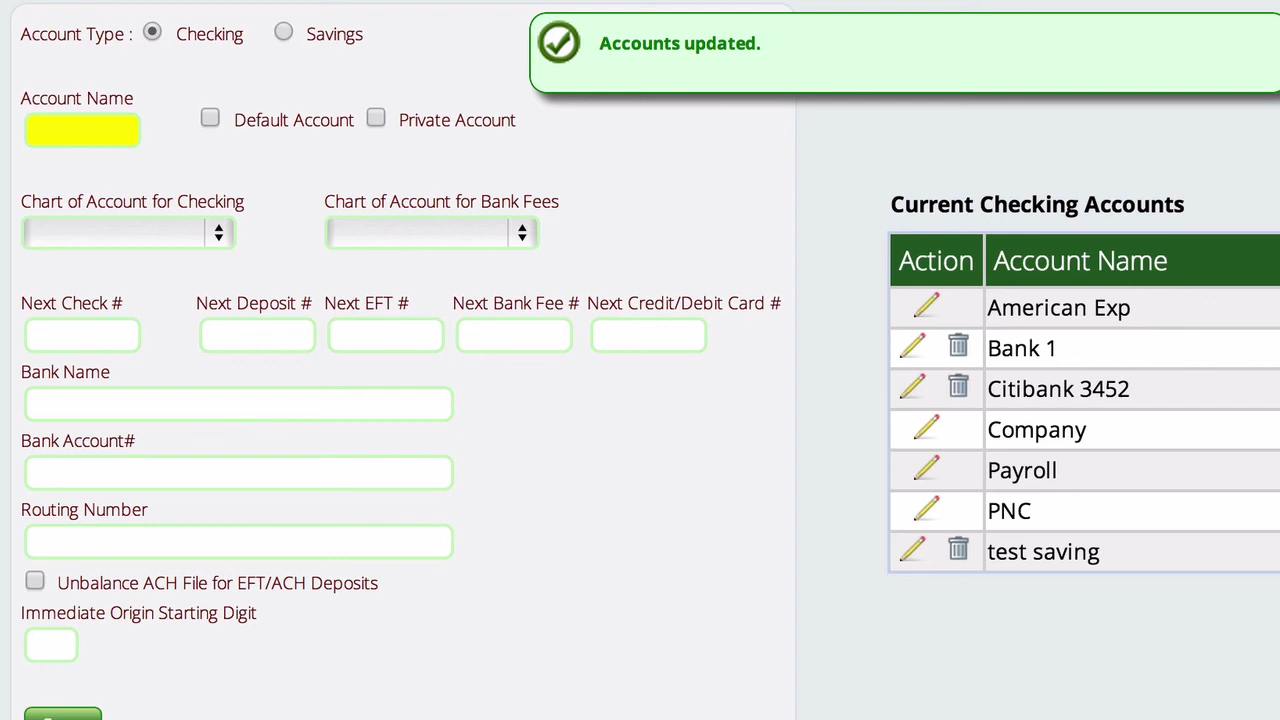 Account Type : Checking Savings
Accounts updated.
Account Name
Default Account Private Account
Chart of Account for Checking Chart of Account for Bank Fees
Next Check # Next Deposit # Next EFT # Next Bank Fee # Next Credit/Debit Card #
Bank Name
Bank Account#
Routing Number
Unbalance ACH File for EFT/ACH Deposits
Immediate Origin Starting Digit
Current Checking Accounts
Action Account Name
American Exp
Bank 1
Citibank 3452
Company
Payroll
PNC
test saving